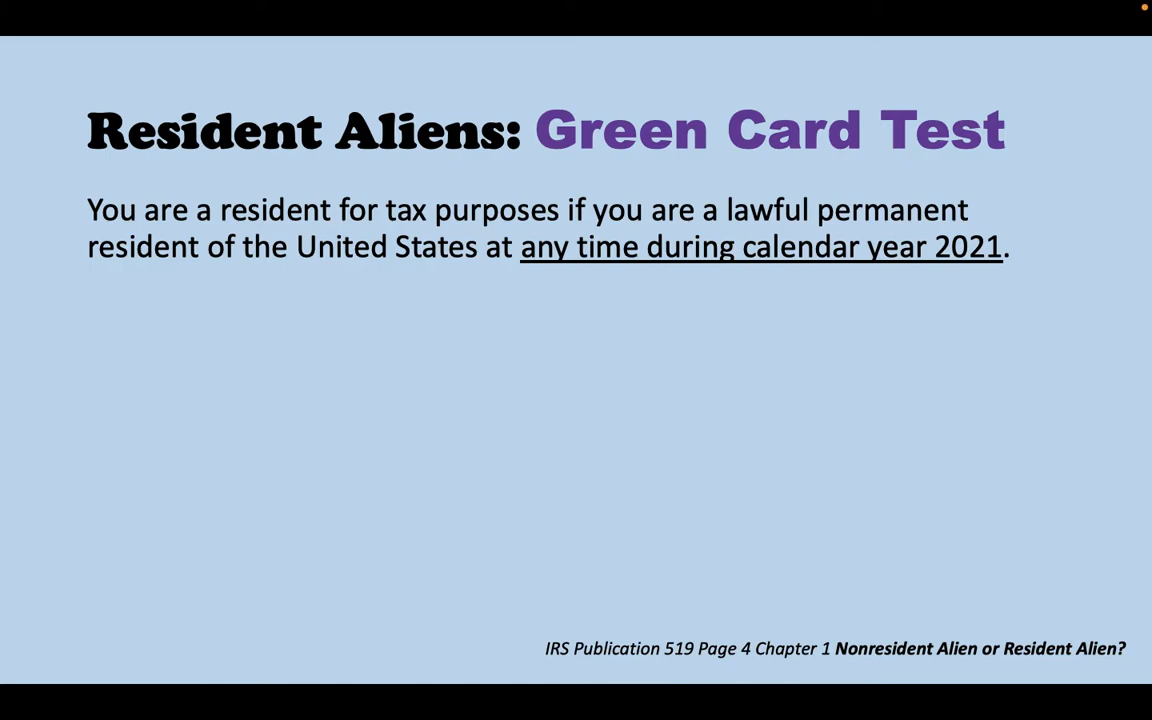 Resident Aliens: Green Card Test
You are a resident for tax purposes if you are a lawful permanent
resident of the United States at any time during calendar year 2021.
IRS Publication 519 Page 4 Chapter 1 Nonresident Alien or Resident Alien?